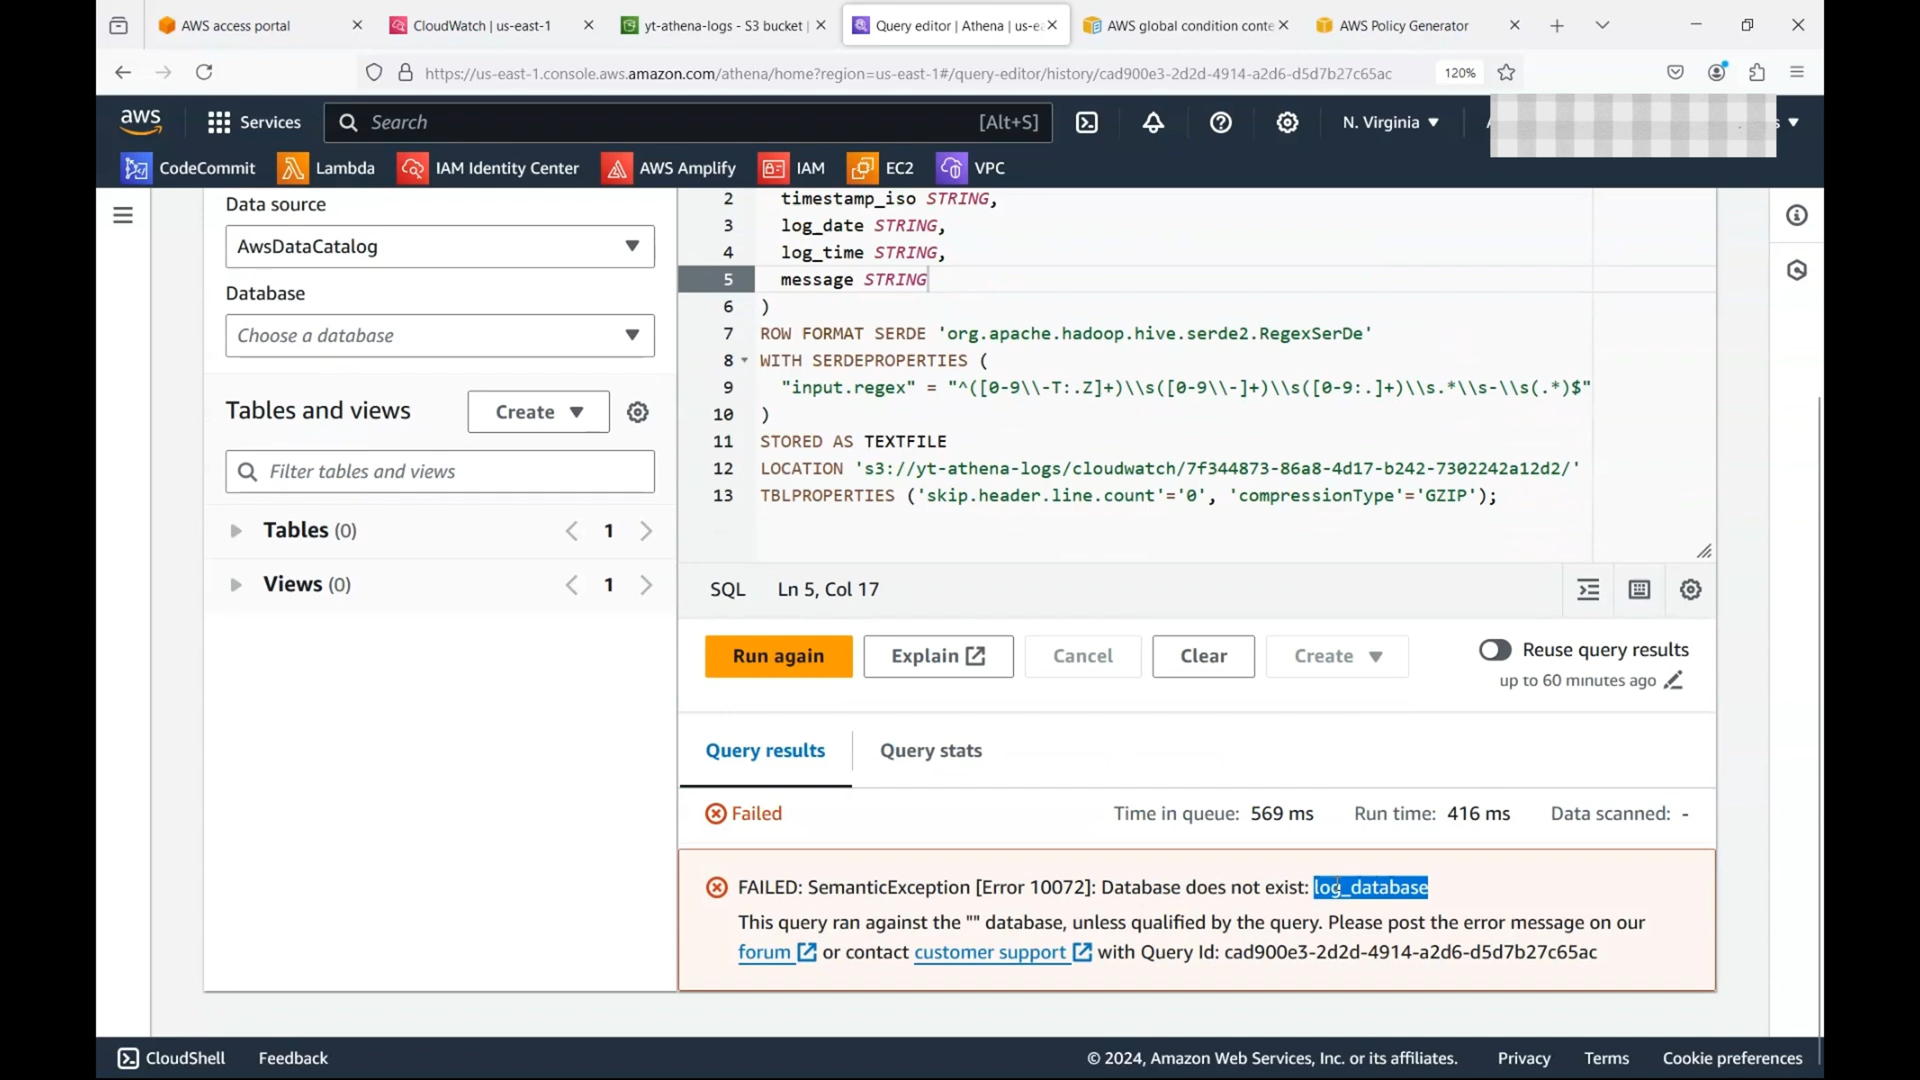 AWS access portal
CloudWatch | us-east-1
yt-athena-logs - S3 bucket |
Query editor | Athena | us-ea
AWS global condition conte
AWS Policy Generator
https://us-east-1.console.aws.amazon.com/athena/home?region=us-east-1#/query-editor/history/cad900e3-2d2d-4914-a2d6-d5d7b27c65ac
120%
aws
Services
Search
[Alt+S]
N. Virginia
CodeCommit
Lambda
IAM Identity Center
AWS Amplify
IAM
EC2
VPC
Data source
AwsDataCatalog
Database
Choose a database
Tables and views
Create
Filter tables and views
Tables (0)
1
Views (0)
1
2 timestamp_iso STRING,
3 log_date STRING,
4 log_time STRING,
5 message STRING
6 )
7 ROW FORMAT SERDE 'org.apache.hadoop.hive.serde2.RegexSerDe'
8 WITH SERDEPROPERTIES (
9 "input.regex" = "^([0-9\\-T:.Z]+)\\s([0-9\\-]+)\\s([0-9:.]+)\\s.*\\s-\\s(.*)$"
10 )
11 STORED AS TEXTFILE
12 LOCATION 's3://yt-athena-logs/cloudwatch/7f344873-86a8-4d17-b242-7302242a12d2/'
13 TBLPROPERTIES ('skip.header.line.count'='0', 'compressionType'='GZIP');
SQL
Ln 5, Col 17
Run again
Explain
Cancel
Clear
Create
Reuse query results
up to 60 minutes ago
Query results
Query stats
Failed
Time in queue: 569 ms
Run time: 416 ms
Data scanned: -
FAILED: SemanticException [Error 10072]: Database does not exist: log_database
This query ran against the "" database, unless qualified by the query. Please post the error message on our
forum or contact customer support with Query Id: cad900e3-2d2d-4914-a2d6-d5d7b27c65ac
CloudShell
Feedback
© 2024, Amazon Web Services, Inc. or its affiliates.
Privacy
Terms
Cookie preferences